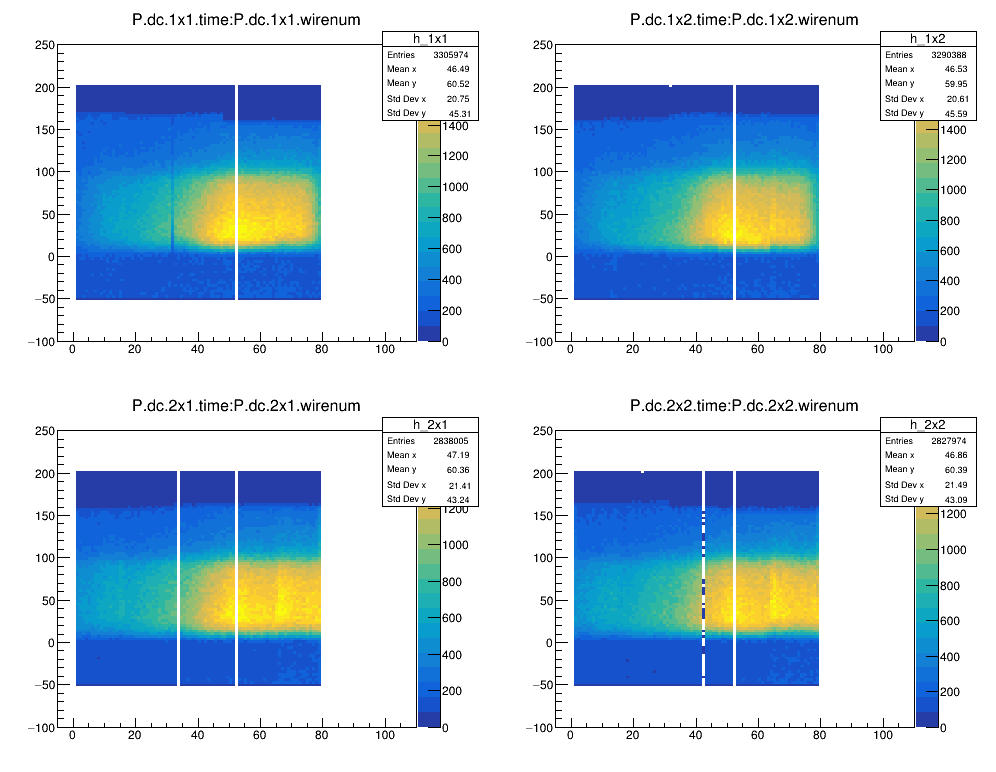 P.dc.1x1.time:P.dc.1x1.wirenum
h_1x1
Entries 3305974
Mean x 46.49
Mean y 60.52
Std Dev x 20.75
Std Dev y 45.31
250
200
150
100
50
0
−50
−100
0 20 40 60 80 100
1400
1200
1000
800
600
400
200
0
P.dc.1x2.time:P.dc.1x2.wirenum
h_1x2
Entries 3290388
Mean x 46.53
Mean y 59.95
Std Dev x 20.61
Std Dev y 45.59
250
200
150
100
50
0
−50
−100
0 20 40 60 80 100
1400
1200
1000
800
600
400
200
0
P.dc.2x1.time:P.dc.2x1.wirenum
h_2x1
Entries 2838005
Mean x 47.19
Mean y 60.36
Std Dev x 21.41
Std Dev y 43.24
250
200
150
100
50
0
−50
−100
0 20 40 60 80 100
1200
1000
800
600
400
200
0
P.dc.2x2.time:P.dc.2x2.wirenum
h_2x2
Entries 2827974
Mean x 46.86
Mean y 60.39
Std Dev x 21.49
Std Dev y 43.09
250
200
150
100
50
0
−50
−100
0 20 40 60 80 100
1200
1000
800
600
400
200
0